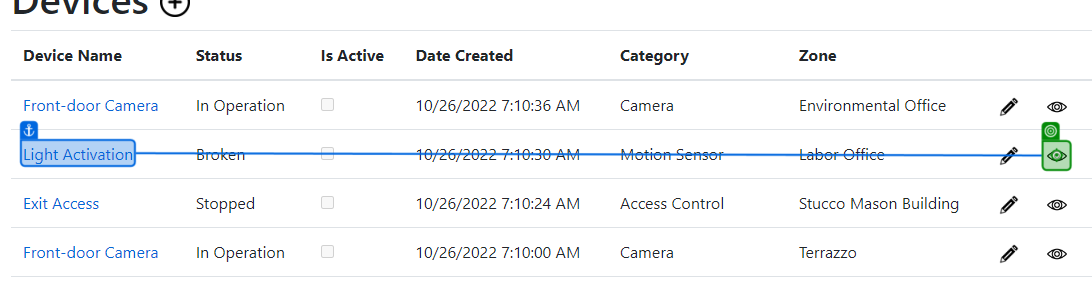 Devices
Device Name Status Is Active Date Created Category Zone
Front-door Camera In Operation 10/26/2022 7:10:36 AM Camera Environmental Office
Light Activation Broken 10/26/2022 7:10:30 AM Motion Sensor Labor Office
Exit Access Stopped 10/26/2022 7:10:24 AM Access Control Stucco Mason Building
Front-door Camera In Operation 10/26/2022 7:10:00 AM Camera Terrazzo